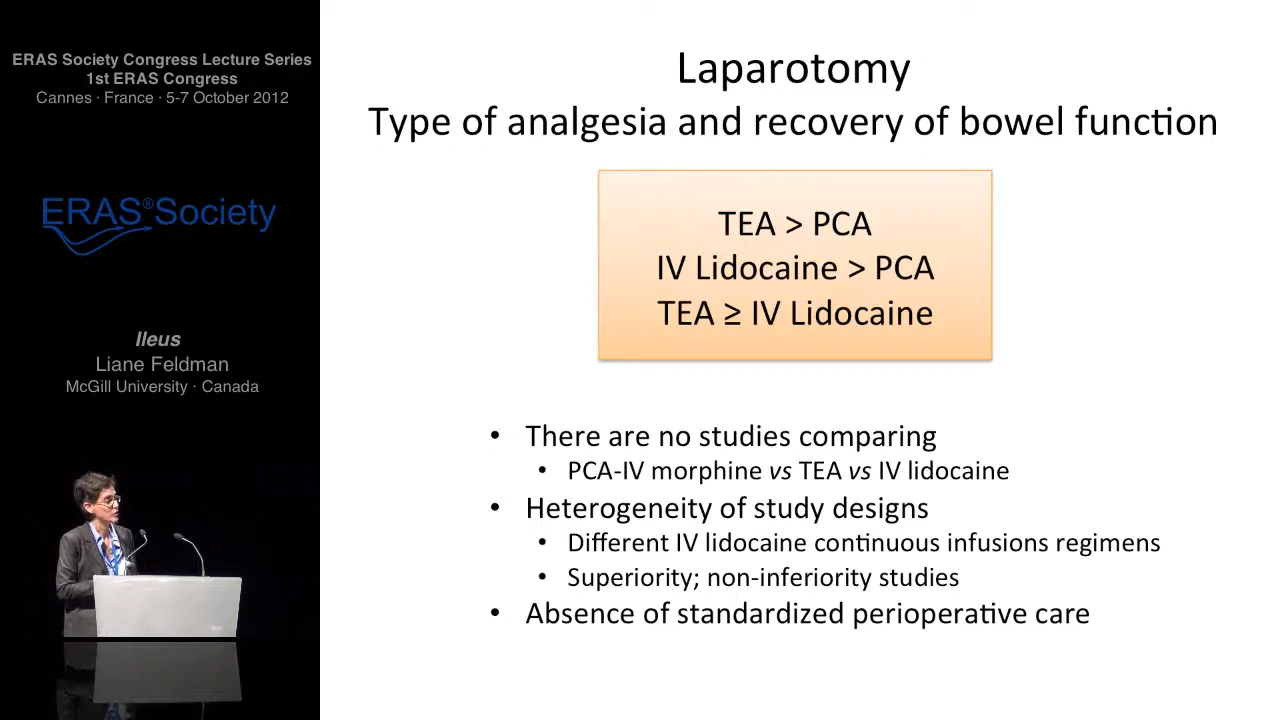 ERAS Society Congress Lecture Series
1st ERAS Congress
Cannes · France · 5-7 October 2012
ERAS®Society
Ileus
Liane Feldman
McGill University · Canada
Laparotomy
Type of analgesia and recovery of bowel function
TEA > PCA
IV Lidocaine > PCA
TEA ≥ IV Lidocaine
• There are no studies comparing
• PCA-IV morphine vs TEA vs IV lidocaine
• Heterogeneity of study designs
• Different IV lidocaine continuous infusions regimens
• Superiority; non-inferiority studies
• Absence of standardized perioperative care